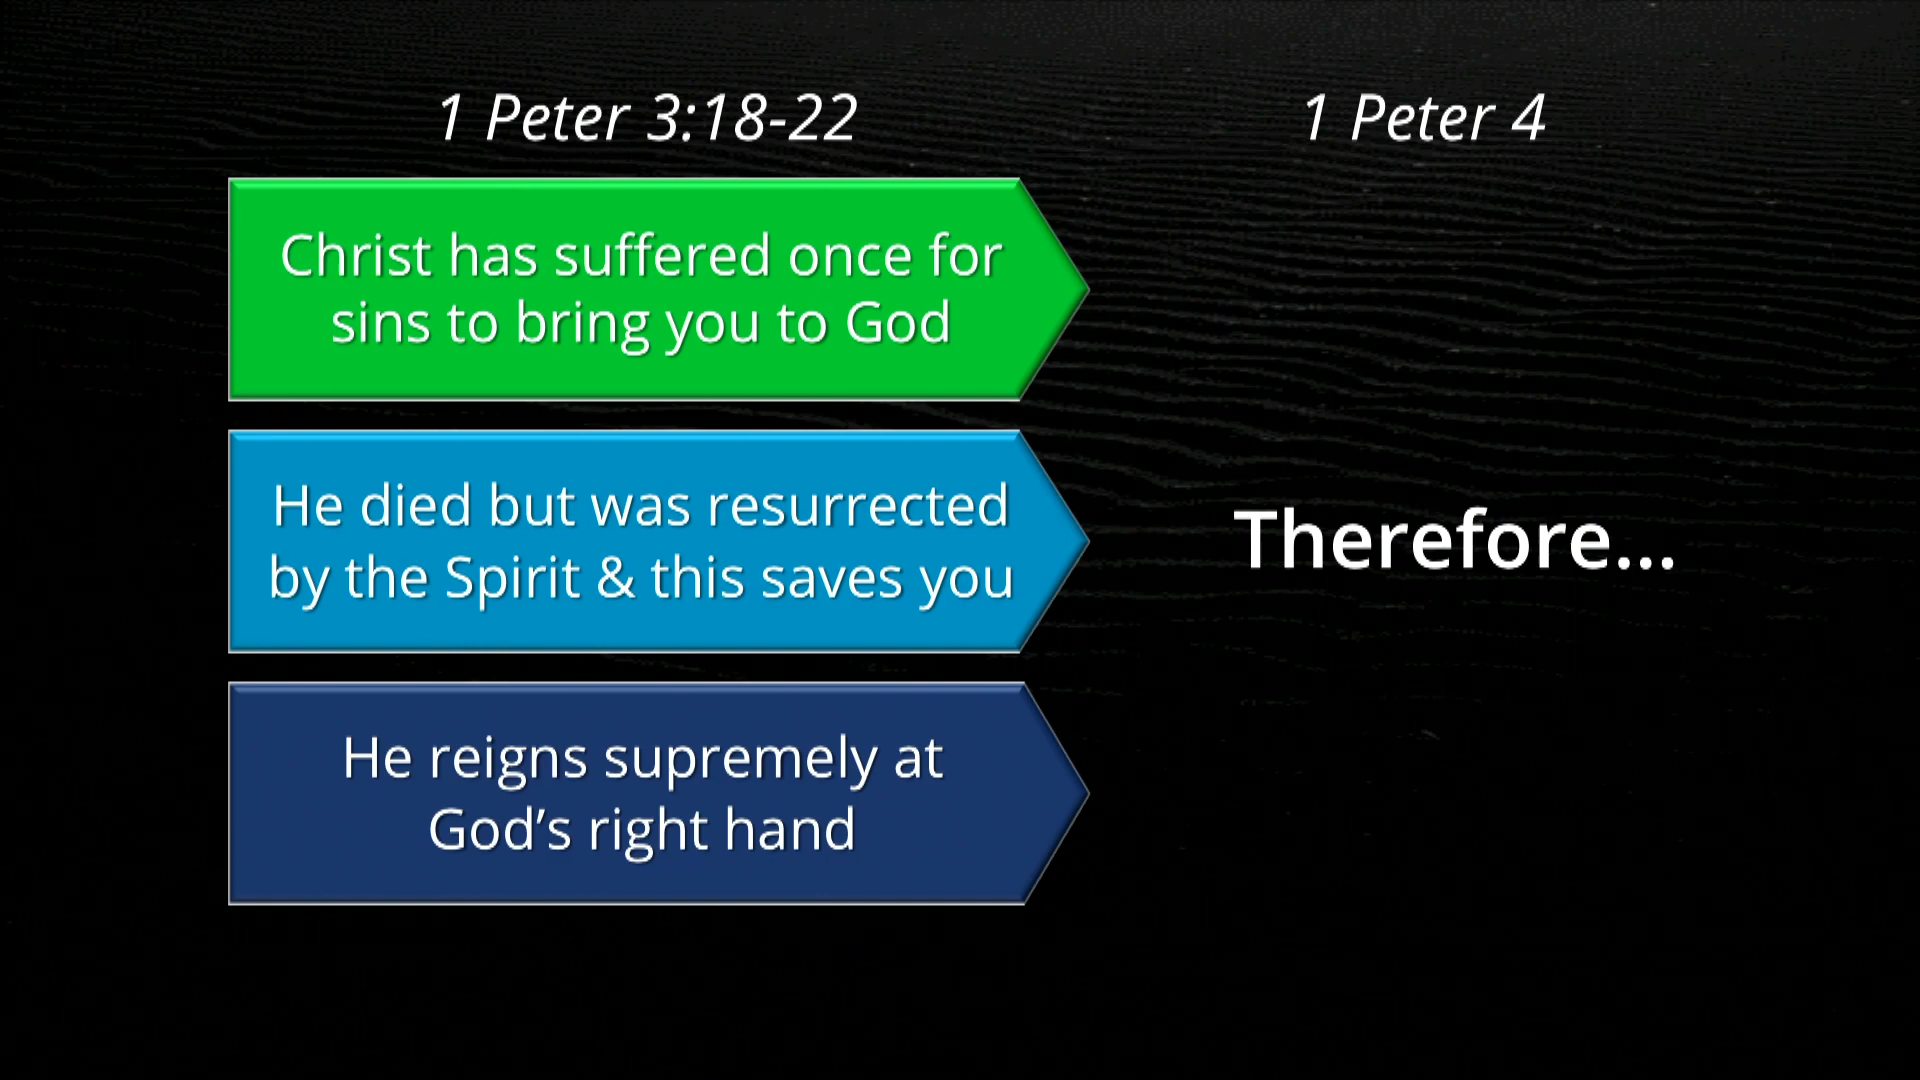 1 Peter 3:18-22
1 Peter 4
Christ has suffered once for
sins to bring you to God
He died but was resurrected
by the Spirit & this saves you
Therefore...
He reigns supremely at
God’s right hand